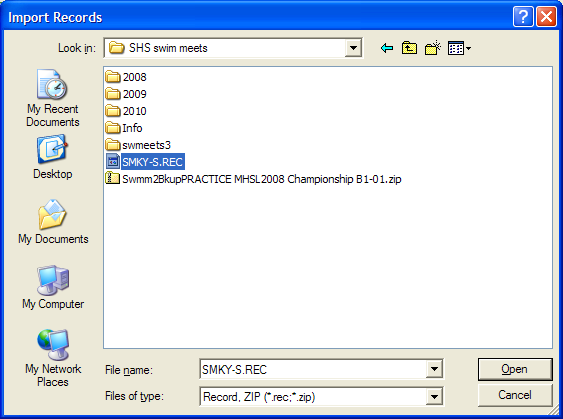 Import Records
Look in: SHS swim meets
My Recent
Documents
Desktop
My Documents
My Computer
My Network
Places
2008
2009
2010
Info
swmeets3
SMKY-S.REC
Swmm2BkupPRACTICE MHSL2008 Championship B1-01.zip
File name: SMKY-S.REC Open
Files of type: Record, ZIP (*.rec;*.zip) Cancel